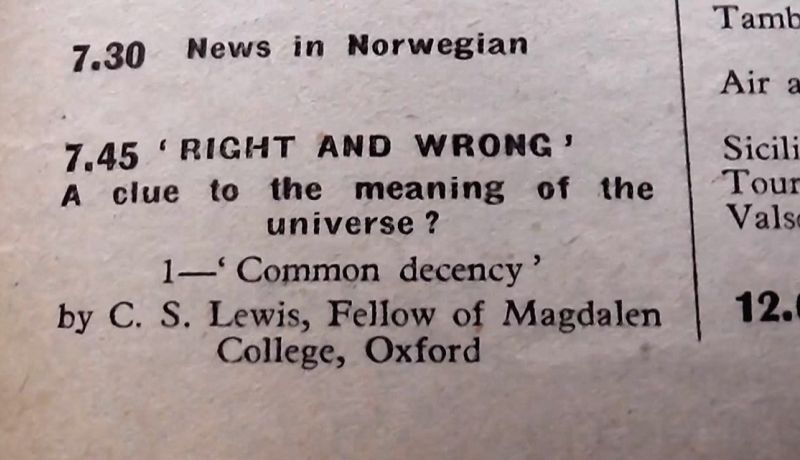 7.30 News in Norwegian
7.45 ‘ RIGHT AND WRONG ’
A clue to the meaning of the
universe ?
1—‘ Common decency ’
by C. S. Lewis, Fellow of Magdalen
College, Oxford
Air